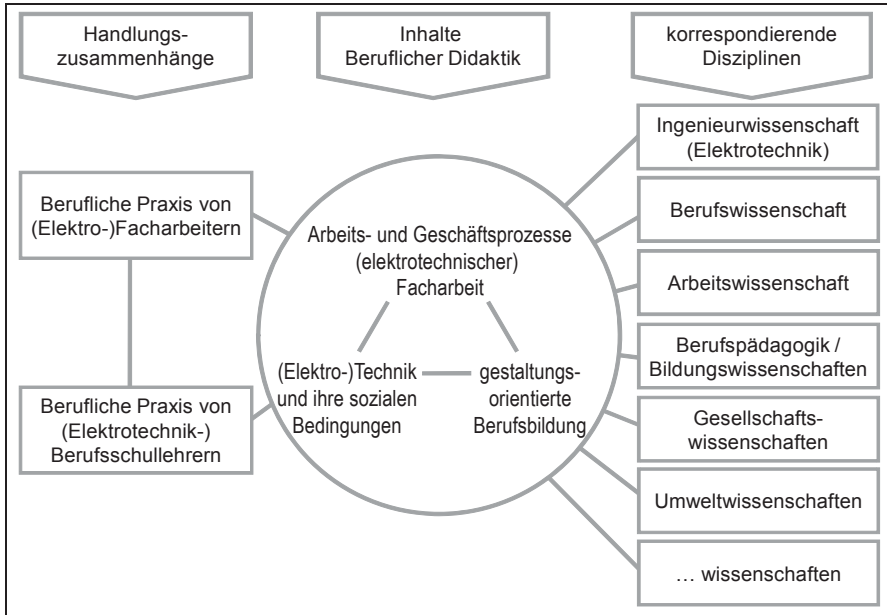 Handlungs-
zusammenhänge
Inhalte
Beruflicher Didaktik
korrespondierende
Disziplinen
Berufliche Praxis von
(Elektro-)Facharbeitern
Berufliche Praxis von
(Elektrotechnik-)
Berufsschullehrern
Arbeits- und Geschäftsprozesse
(elektrotechnischer)
Facharbeit
(Elektro-)Technik
und ihre sozialen
Bedingungen
gestaltungs-
orientierte
Berufsbildung
Ingenieurwissenschaft
(Elektrotechnik)
Berufswissenschaft
Arbeitswissenschaft
Berufspädagogik /
Bildungswissenschaften
Gesellschafts-
wissenschaften
Umweltwissenschaften
… wissenschaften